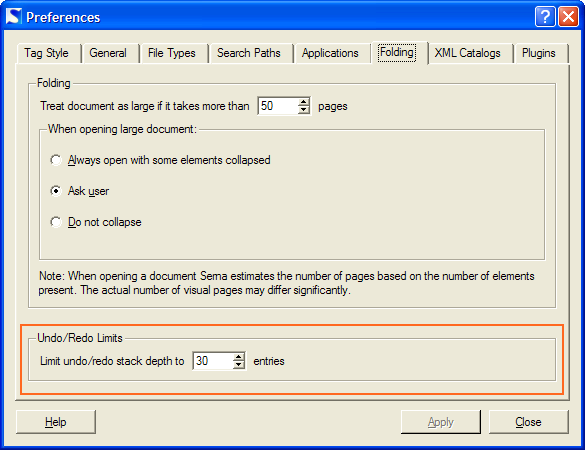 Preferences
Tag Style
General
File Types
Search Paths
Applications
Folding
XML Catalogs
Plugins
Folding
Treat document as large if it takes more than 50 pages
When opening large document:
Always open with some elements collapsed
Ask user
Do not collapse
Note: When opening a document Serna estimates the number of pages based on the number of elements
present. The actual number of visual pages may differ significantly.
Undo/Redo Limits
Limit undo/redo stack depth to 30 entries
Help
Apply
Close